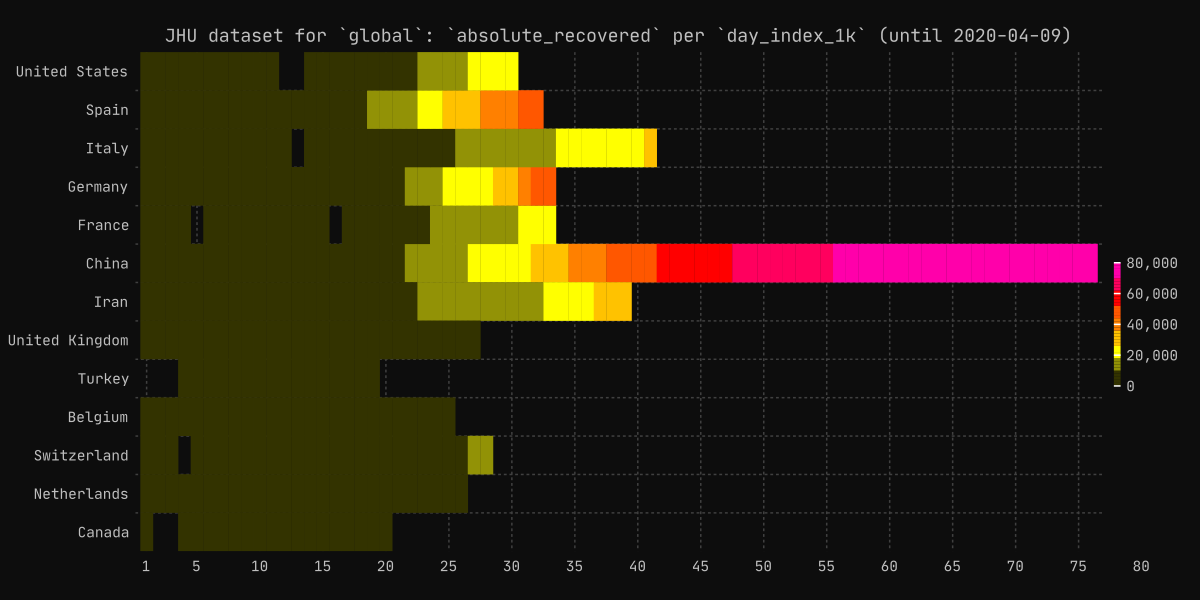 JHU dataset for `global`: `absolute_recovered` per `day_index_1k` (until 2020-04-09)
United States
Spain
Italy
Germany
France
China
Iran
United Kingdom
Turkey
Belgium
Switzerland
Netherlands
Canada
80,000
60,000
40,000
20,000
0
1 5 10 15 20 25 30 35 40 45 50 55 60 65 70 75 80